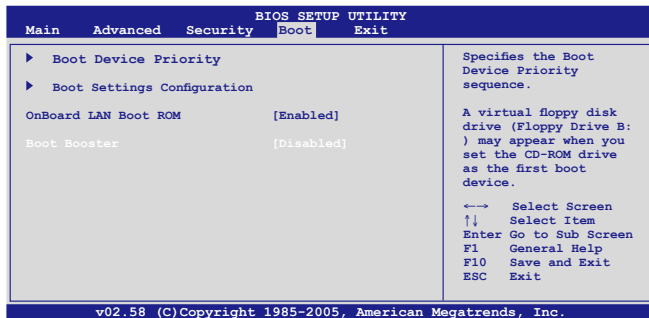 BIOS SETUP UTILITY
Main Advanced Security Boot Exit
Boot Device Priority
Boot Settings Configuration
OnBoard LAN Boot ROM [Enabled]
Boot Booster [Disabled]
Specifies the Boot
Device Priority
sequence.
A virtual floppy disk
drive (Floppy Drive B:
) may appear when you
set the CD-ROM drive
as the first boot
device.
←→ Select Screen
↑↓ Select Item
Enter Go to Sub Screen
F1 General Help
F10 Save and Exit
ESC Exit
v02.58 (C)Copyright 1985-2005, American Megatrends, Inc.